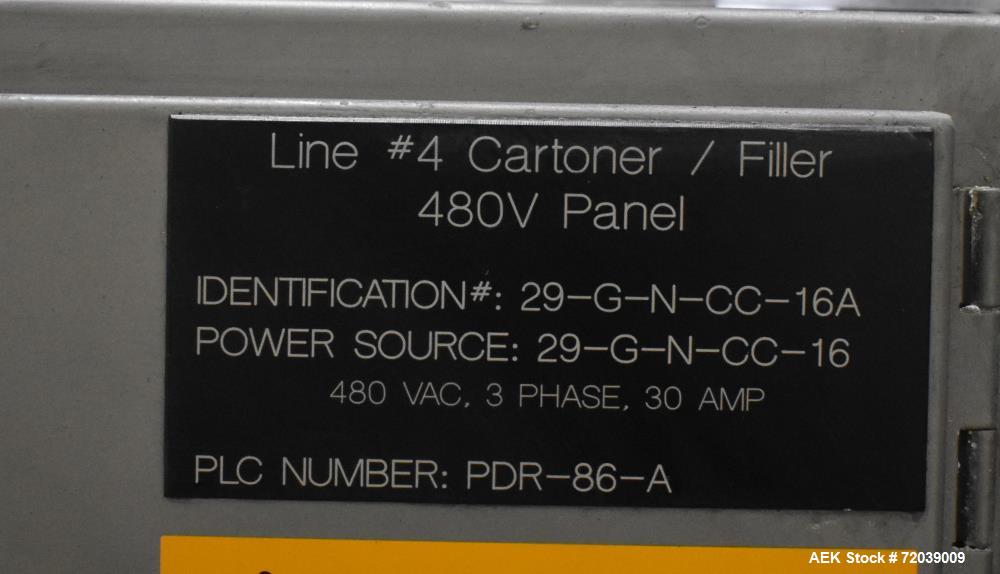 Line #4 Cartoner / Filler
480V Panel
IDENTIFICATION#: 29-G-N-CC-16A
POWER SOURCE: 29-G-N-CC-16
480 VAC, 3 PHASE, 30 AMP
PLC NUMBER: PDR-86-A
AEK Stock # 72039009